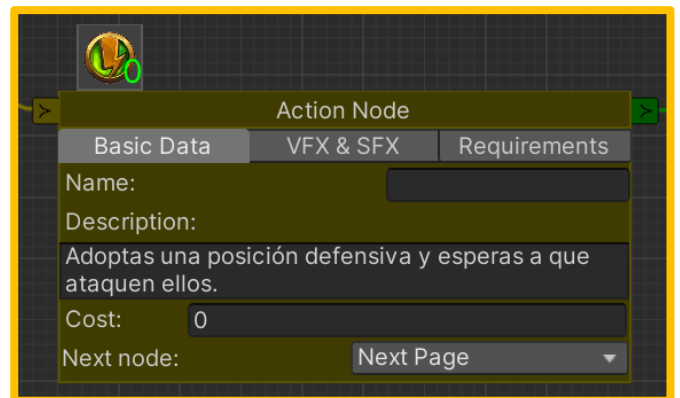 0
Action Node
Basic Data VFX & SFX Requirements
Name:
Description:
Adoptas una posición defensiva y esperas a que
ataquen ellos.
Cost: 0
Next node: Next Page